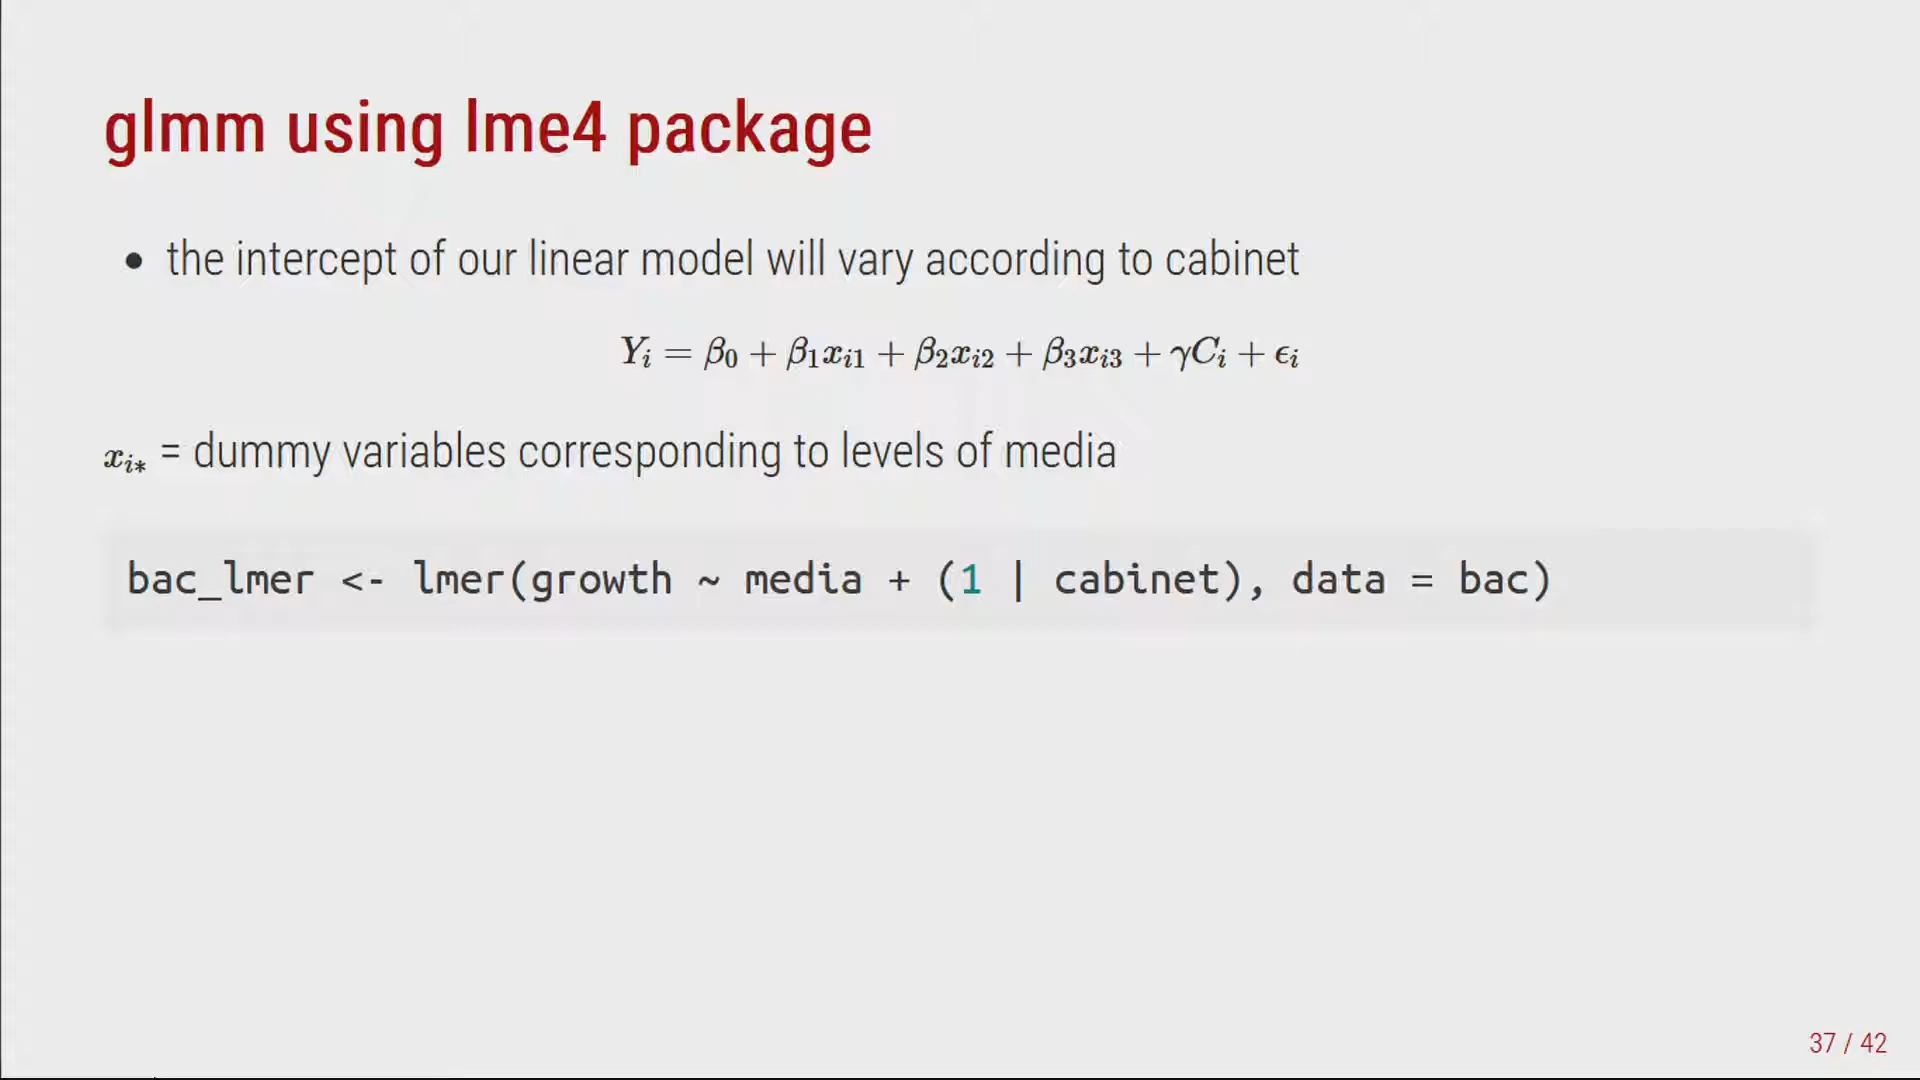 glmm using lme4 package
• the intercept of our linear model will vary according to cabinet
Yᵢ = β₀ + β₁xᵢ₁ + β₂xᵢ₂ + β₃xᵢ₃ + γCᵢ + ϵᵢ
xᵢ* = dummy variables corresponding to levels of media
bac_lmer <- lmer(growth ~ media + (1 | cabinet), data = bac)
37 / 42